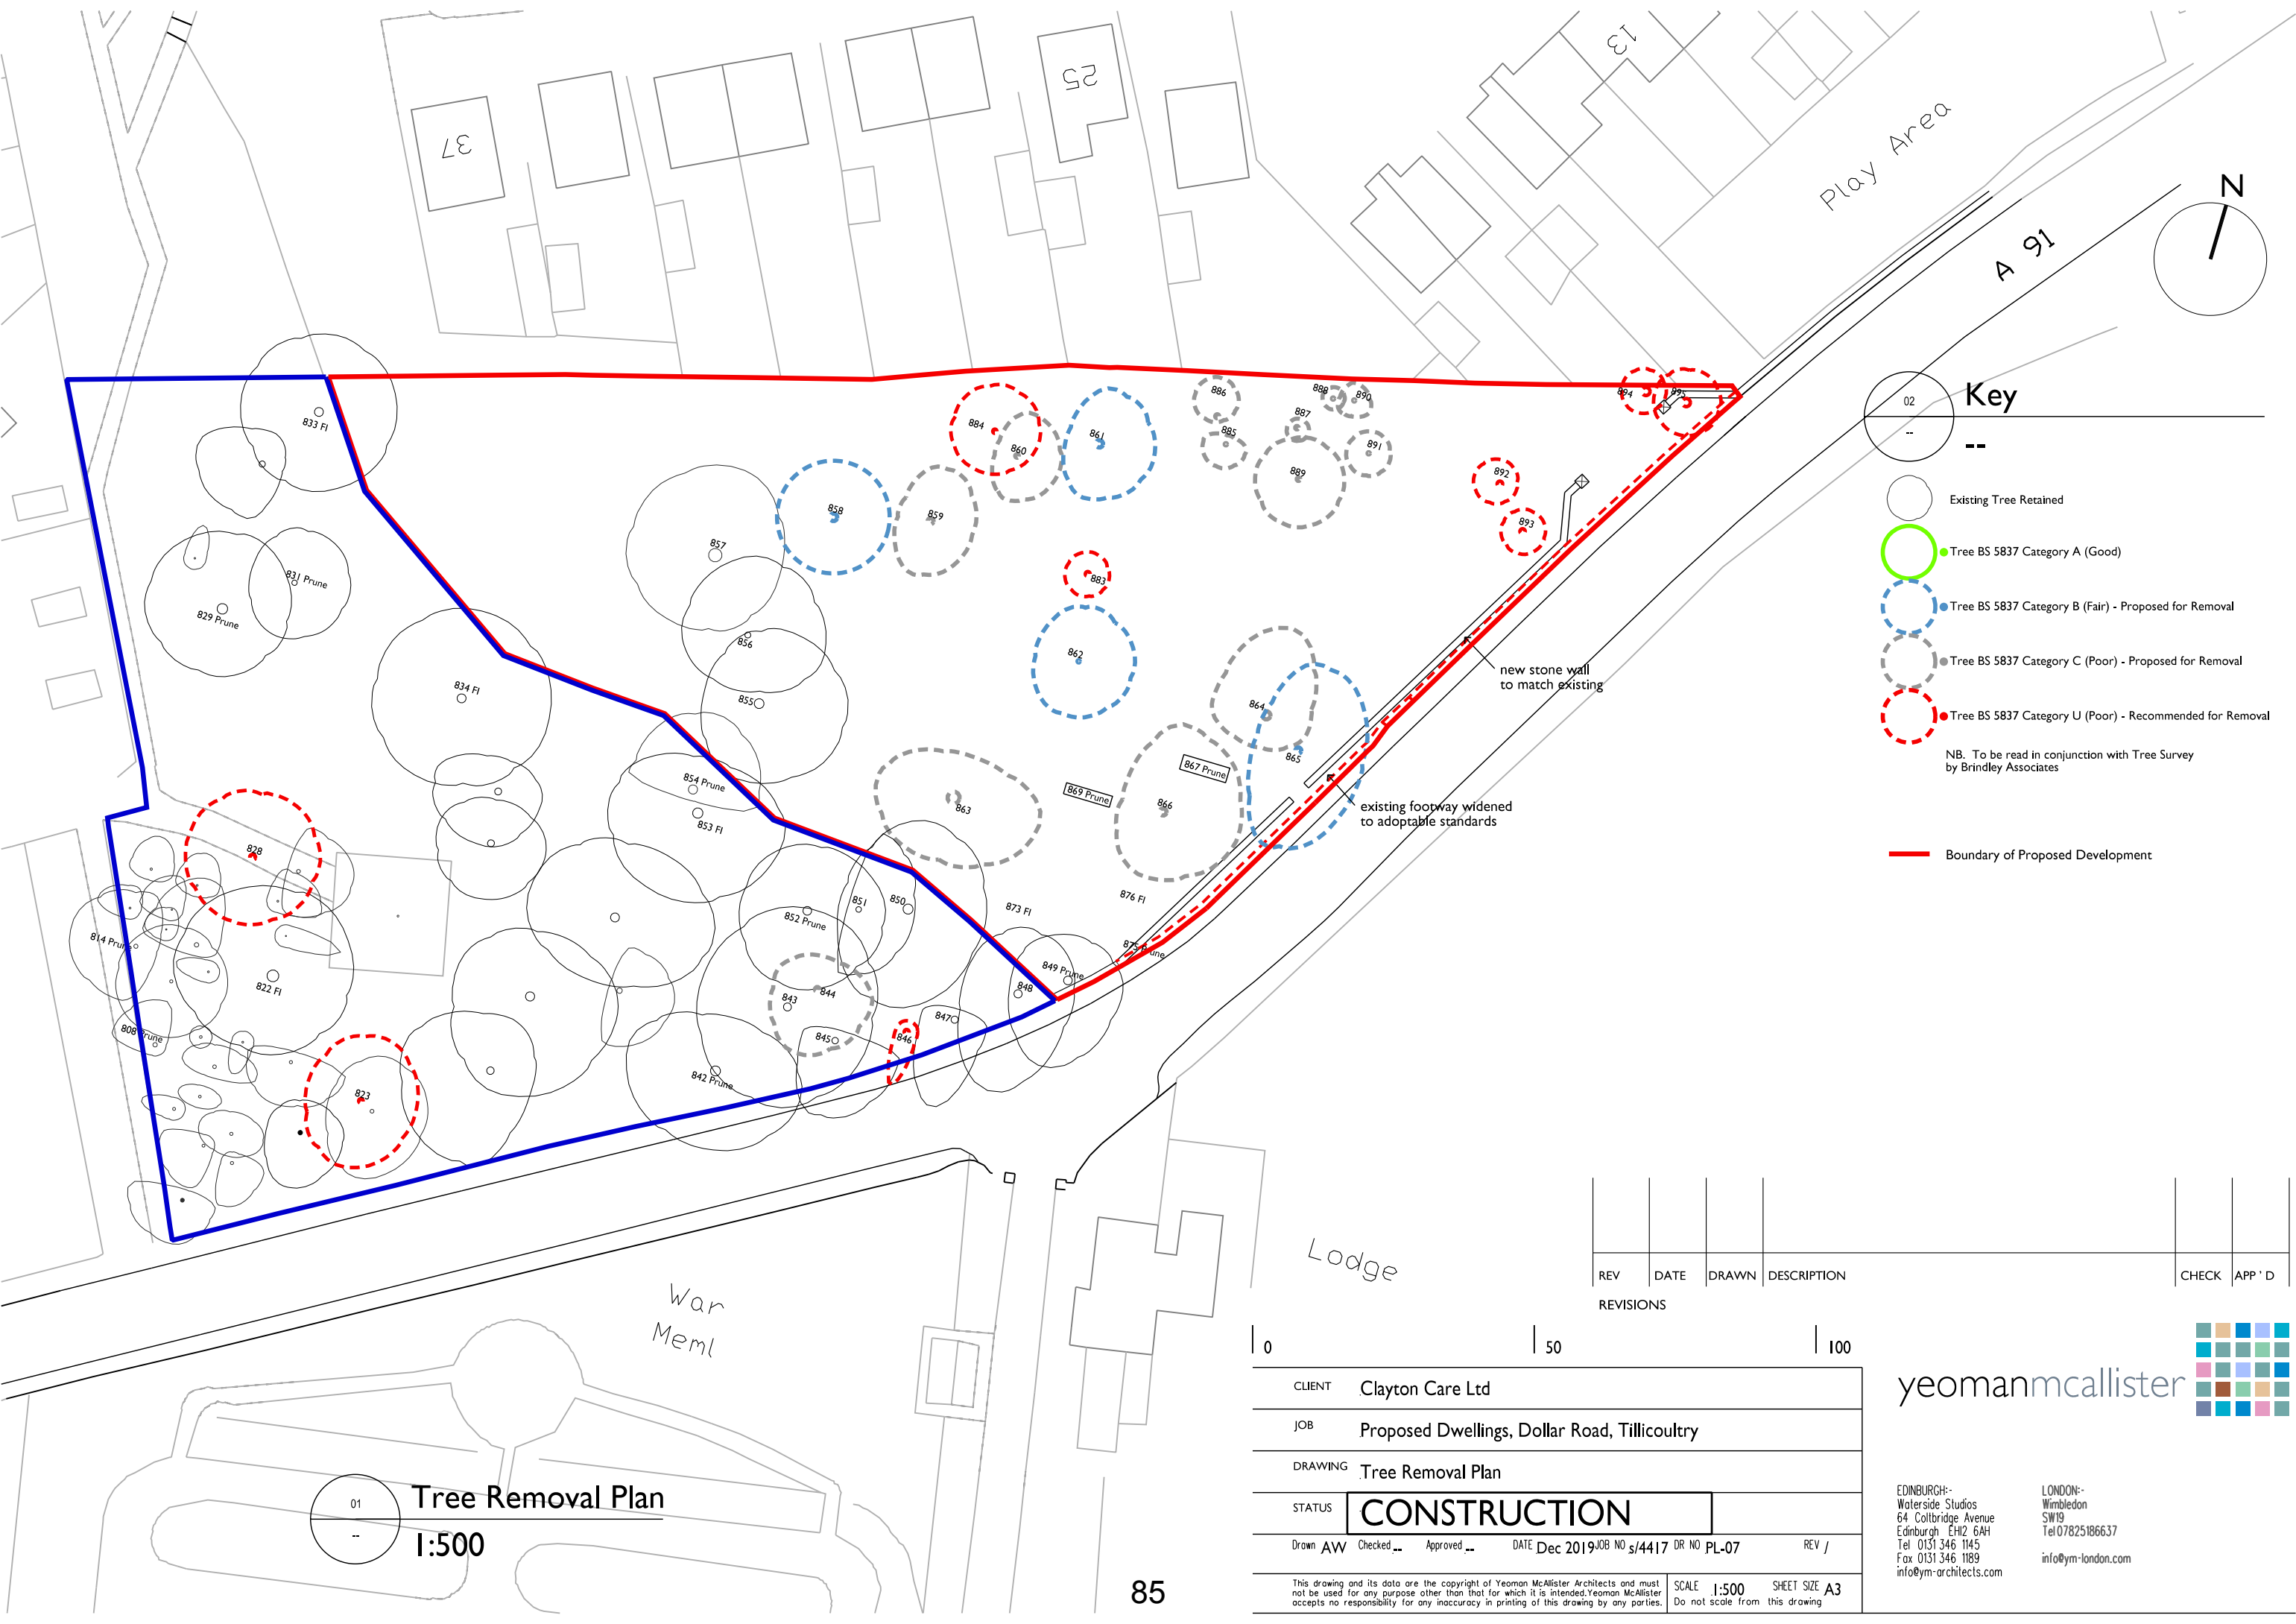 37
25
13
Play Area
A 91
N
02
--
Key
--
Existing Tree Retained
Tree BS 5837 Category A (Good)
Tree BS 5837 Category B (Fair) - Proposed for Removal
Tree BS 5837 Category C (Poor) - Proposed for Removal
Tree BS 5837 Category U (Poor) - Recommended for Removal
NB. To be read in conjunction with Tree Survey
by Brindley Associates
Boundary of Proposed Development
833 Fl
831 Prune
829 Prune
834 Fl
857
856
855
858
859
884
860
861
886
885
888
890
887
889
891
894
895
892
893
883
862
864
865
863
866
867 Prune
869 Prune
new stone wall
to match existing
existing footway widened
to adoptable standards
854 Prune
853 Fl
828
814 Prune
822 Fl
808 Prune
823
852 Prune
851
850
873 Fl
876 Fl
875 Prune
849 Prune
848
843
844
845
846
847
842 Prune
War
Meml
Lodge
REV
DATE
DRAWN
DESCRIPTION
CHECK
APP ' D
REVISIONS
0
50
100
CLIENT Clayton Care Ltd
JOB Proposed Dwellings, Dollar Road, Tillicoultry
DRAWING Tree Removal Plan
STATUS CONSTRUCTION
Drawn AW Checked -- Approved -- DATE Dec 2019 JOB NO s/4417 DR NO PL-07 REV /
This drawing and its data are the copyright of Yeoman McAllister Architects and must
not be used for any purpose other than that for which it is intended.Yeoman McAllister
accepts no responsibility for any inaccuracy in printing of this drawing by any parties.
SCALE 1:500 SHEET SIZE A3
Do not scale from this drawing
yeomanmcallister
EDINBURGH:-
Waterside Studios
64 Coltbridge Avenue
Edinburgh EH12 6AH
Tel 0131 346 1145
Fax 0131 346 1189
info@ym-architects.com
LONDON:-
Wimbledon
SW19
Tel 07825186637
info@ym-london.com
01
--
Tree Removal Plan
1:500
85